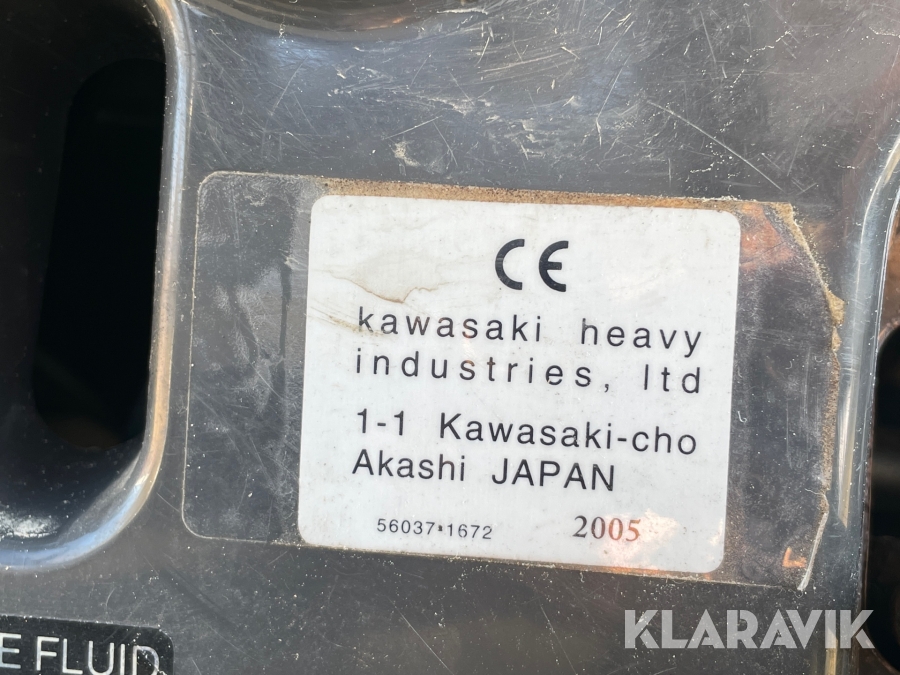 CE
kawasaki heavy
industries, ltd
1-1 Kawasaki-cho
Akashi JAPAN
56037-1672 2005
E FLUID
KLARAVIK